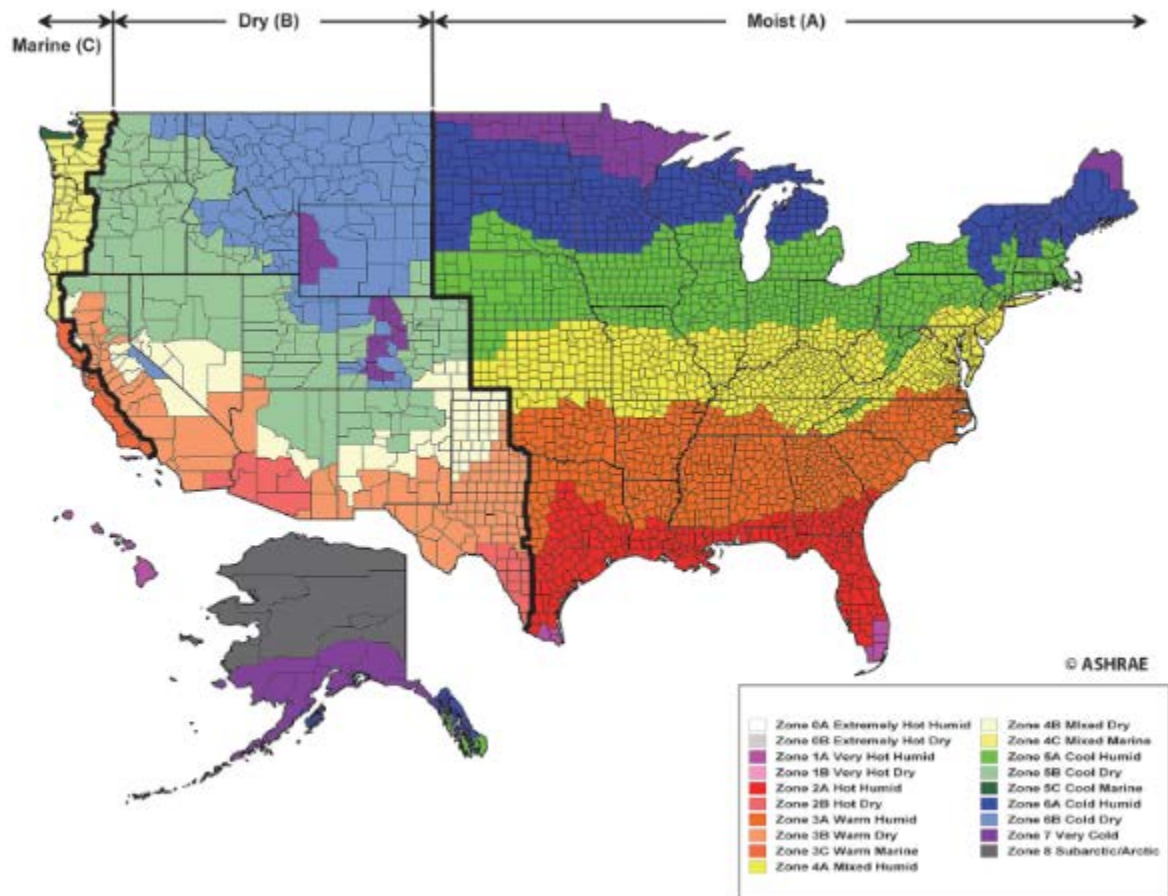 Dry (B)
Moist (A)
Marine (C)
© ASHRAE
Zone 0A Extremely Hot Humid
Zone 0B Extremely Hot Dry
Zone 1A Very Hot Humid
Zone 1B Very Hot Dry
Zone 2A Hot Humid
Zone 2B Hot Dry
Zone 3A Warm Humid
Zone 3B Warm Dry
Zone 3C Warm Marine
Zone 4A Mixed Humid
Zone 4B Mixed Dry
Zone 4C Mixed Marine
Zone 5A Cool Humid
Zone 5B Cool Dry
Zone 5C Cool Marine
Zone 6A Cold Humid
Zone 6B Cold Dry
Zone 7 Very Cold
Zone 8 Subarctic/Arctic